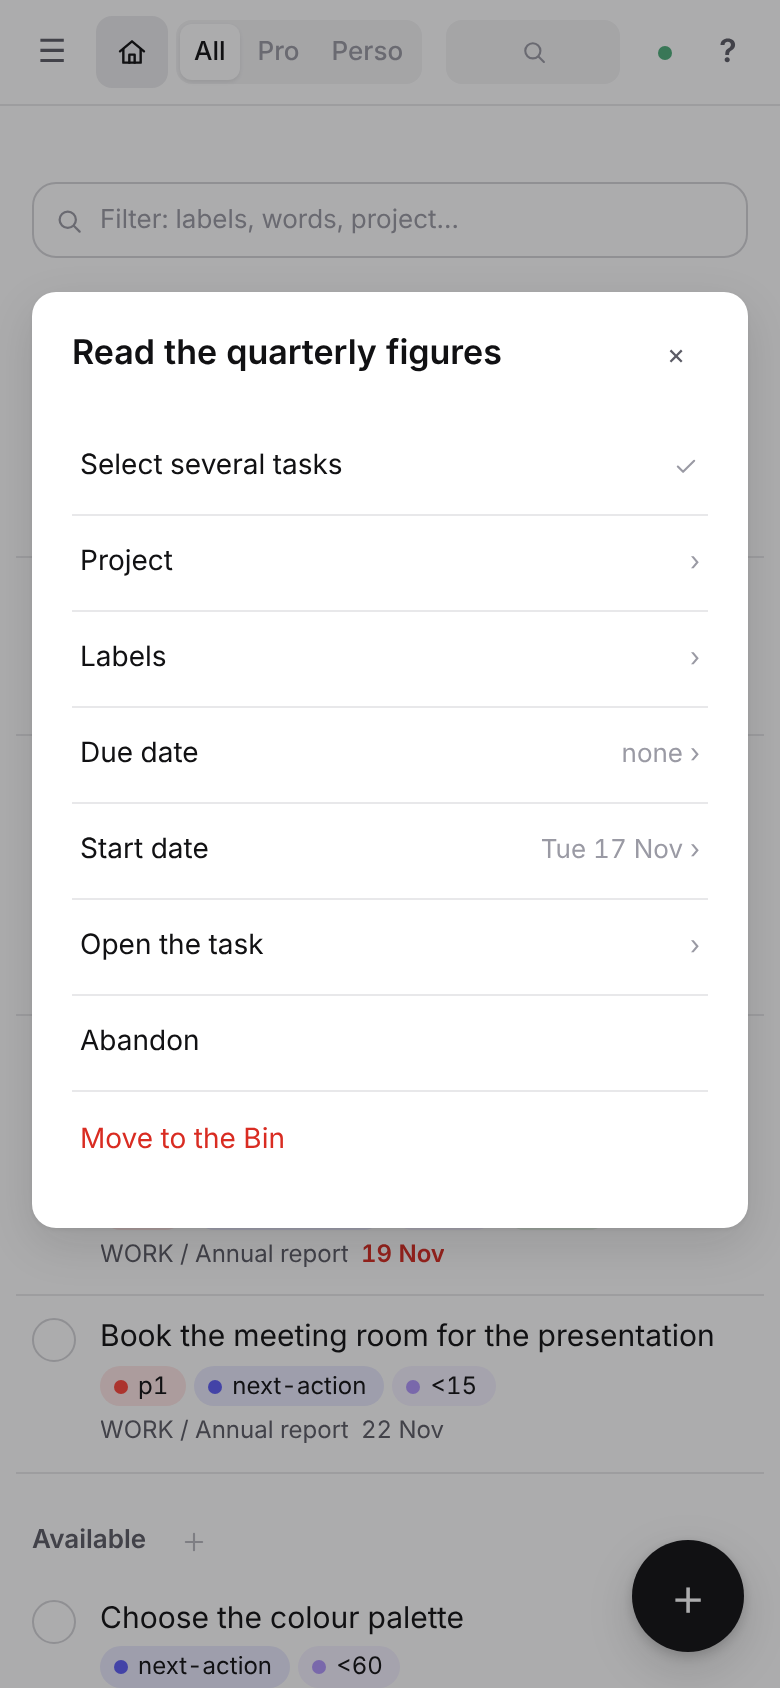 ☰ All Pro Perso ?
Filter: labels, words, project...
Read the quarterly figures ×
Select several tasks ✓
Project ›
Labels ›
Due date none ›
Start date Tue 17 Nov ›
Open the task ›
Abandon
Move to the Bin
WORK / Annual report 19 Nov
Book the meeting room for the presentation
p1 next-action <15
WORK / Annual report 22 Nov
Available +
Choose the colour palette
+
next-action <60